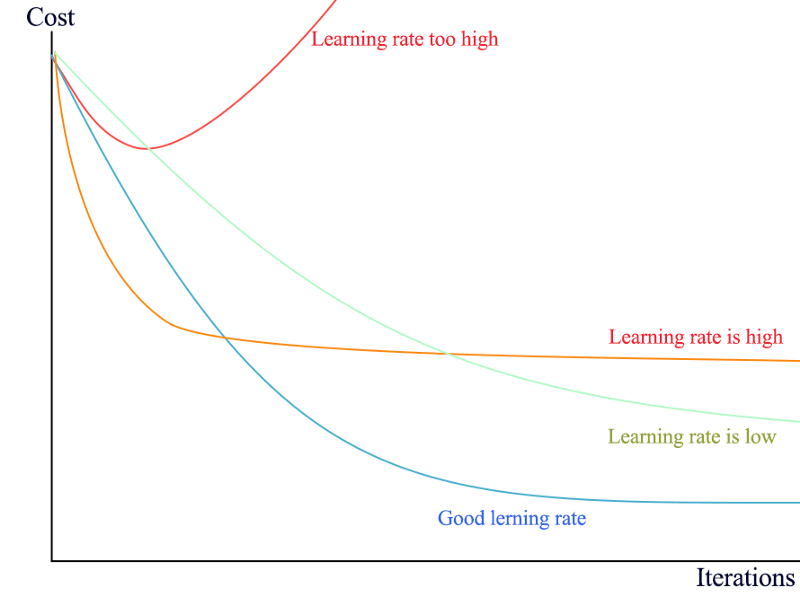 Cost
Learning rate too high
Learning rate is high
Learning rate is low
Good lerning rate
Iterations